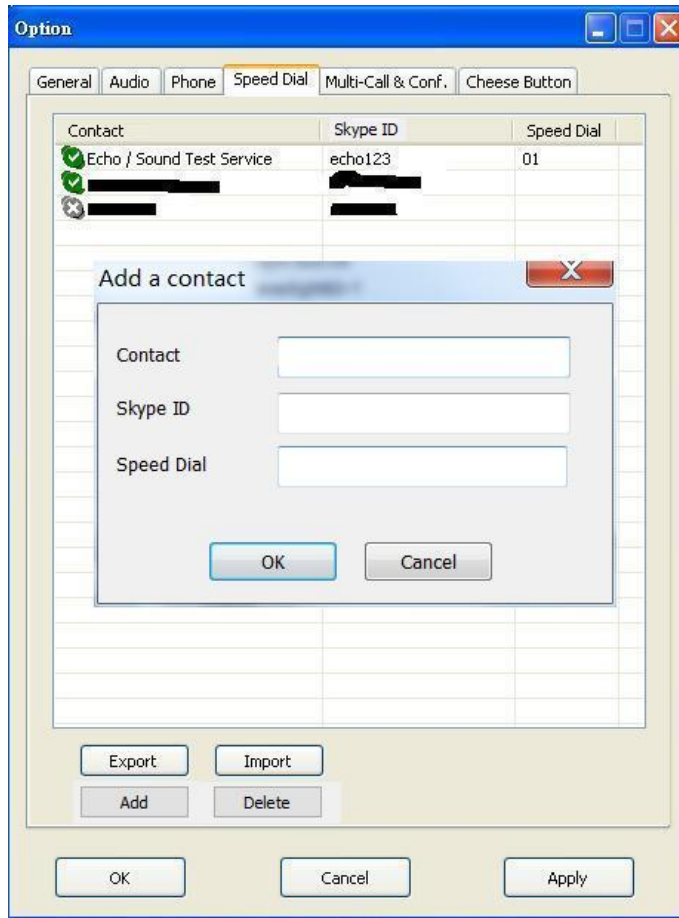 Option
General Audio Phone Speed Dial Multi-Call & Conf. Cheese Button
Contact Skype ID Speed Dial
Echo / Sound Test Service echo123 01
Add a contact
Contact
Skype ID
Speed Dial
OK Cancel
Export Import
Add Delete
OK Cancel Apply